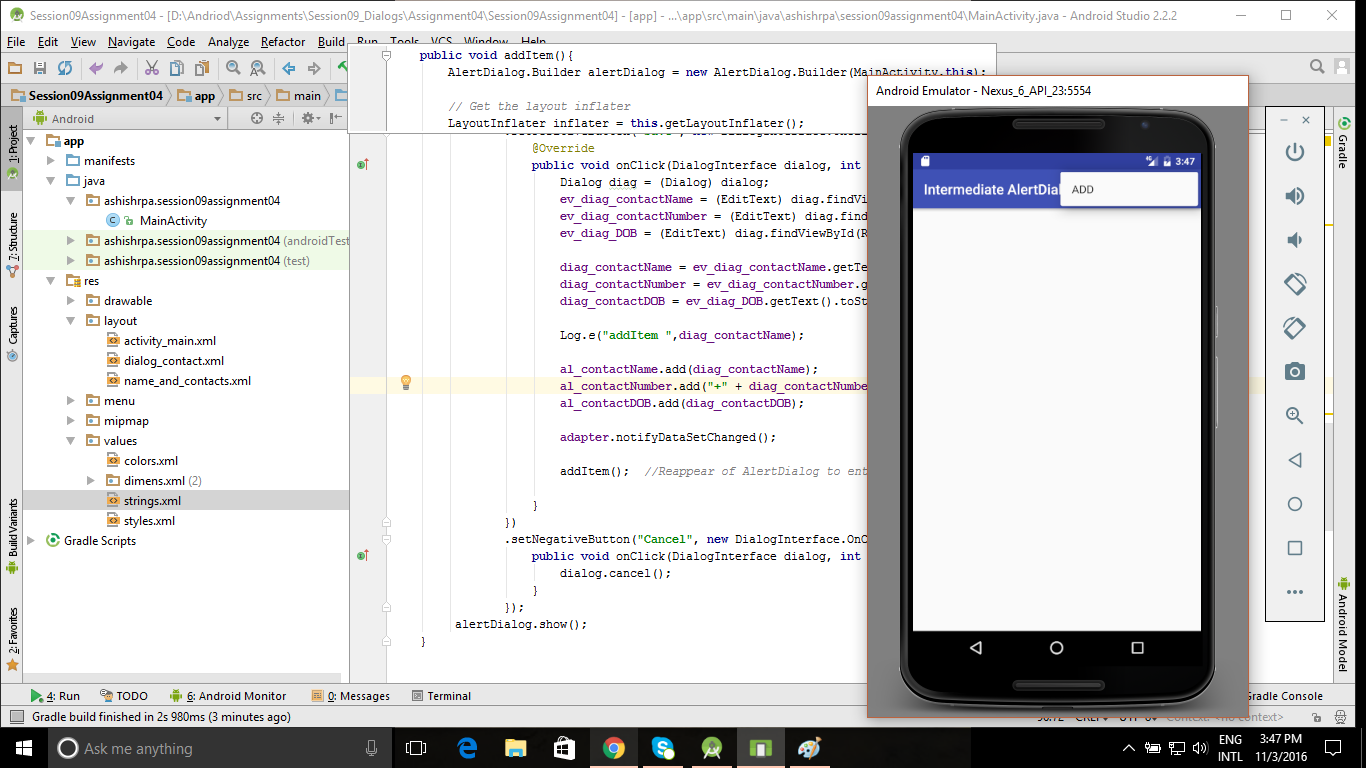 Session09Assignment04 - [D:\Andriod\Assignments\Session_09_Dialogs\Assignment04\Session09Assignment04] - [app] - ...\app\src\main\java\ashishrpa\session09assignment04\MainActivity.java - Android Studio 2.2.2
File Edit View Navigate Code Analyze Refactor Build Run Tools VCS Window Help
Session09Assignment04 app src main
Android
1: Project
7: Structure
Captures
Build Variants
2: Favorites
app
manifests
java
ashishrpa.session09assignment04
MainActivity
ashishrpa.session09assignment04 (androidTest
ashishrpa.session09assignment04 (test)
res
drawable
layout
activity_main.xml
dialog_contact.xml
name_and_contacts.xml
menu
mipmap
values
colors.xml
dimens.xml (2)
strings.xml
styles.xml
Gradle Scripts
public void addItem(){
AlertDialog.Builder alertDialog = new AlertDialog.Builder(MainActivity.this);
// Get the layout inflater
LayoutInflater inflater = this.getLayoutInflater();
@Override
public void onClick(DialogInterface dialog, int
Dialog diag = (Dialog) dialog;
ev_diag_contactName = (EditText) diag.findVi
ev_diag_contactNumber = (EditText) diag.find
ev_diag_DOB = (EditText) diag.findViewById(R
diag_contactName = ev_diag_contactName.getTe
diag_contactNumber = ev_diag_contactNumber.g
diag_contactDOB = ev_diag_DOB.getText().toSt
Log.e("addItem ",diag_contactName);
al_contactName.add(diag_contactName);
al_contactNumber.add("+" + diag_contactNumbe
al_contactDOB.add(diag_contactDOB);
adapter.notifyDataSetChanged();
addItem(); //Reappear of AlertDialog to ent
}
})
.setNegativeButton("Cancel", new DialogInterface.OnC
public void onClick(DialogInterface dialog, int
dialog.cancel();
}
});
alertDialog.show();
}
Android Emulator - Nexus_6_API_23:5554
4G 3:47
Intermediate AlertDial
ADD
Gradle
Android Model
4: Run TODO 6: Android Monitor 0: Messages Terminal
Gradle Console
Gradle build finished in 2s 980ms (3 minutes ago)
Context: <no context>
Ask me anything
ENG
INTL
3:47 PM
11/3/2016